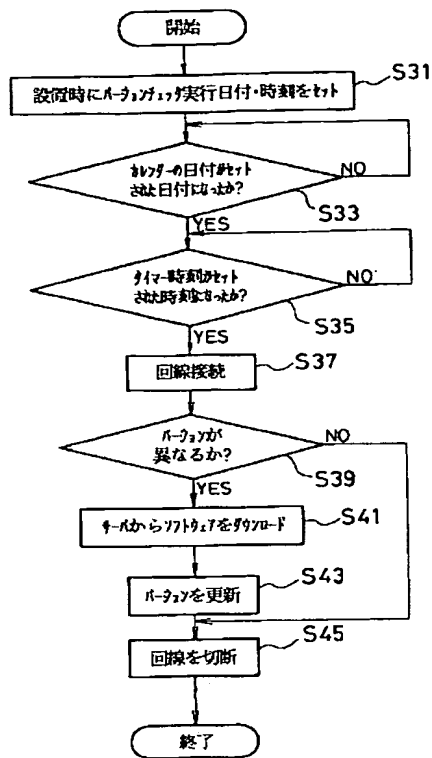 開始
S31
設置時にバージョンチェック実行日付・時刻をセット
カレンダーの日付がセット
された日付になったか?
NO
S33
YES
タイマー時刻がセット
された時刻になったか?
NO
S35
YES
回線接続
S37
バージョンが
異なるか?
NO
S39
YES
サーバからソフトウェアをダウンロード
S41
バージョンを更新
S43
回線を切断
S45
終了